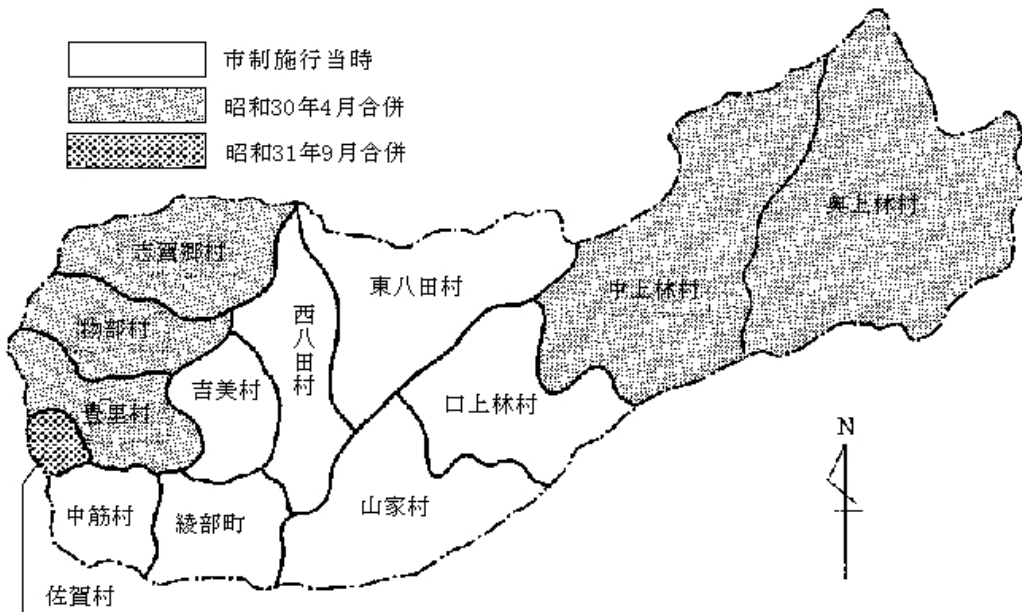 市制施行当時
昭和30年4月合併
昭和31年9月合併
志賀郷村
物部村
豊里村
吉美村
西八田村
東八田村
中上林村
奥上林村
口上林村
山家村
綾部町
中筋村
佐賀村
N